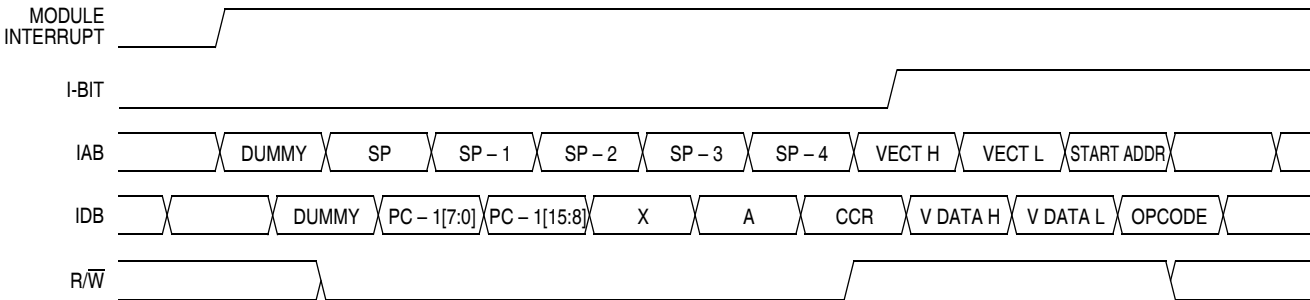 MODULE
INTERRUPT
I-BIT
IAB DUMMY SP SP – 1 SP – 2 SP – 3 SP – 4 VECT H VECT L START ADDR
IDB DUMMY PC – 1[7:0] PC – 1[15:8] X A CCR V DATA H V DATA L OPCODE
R/W̅